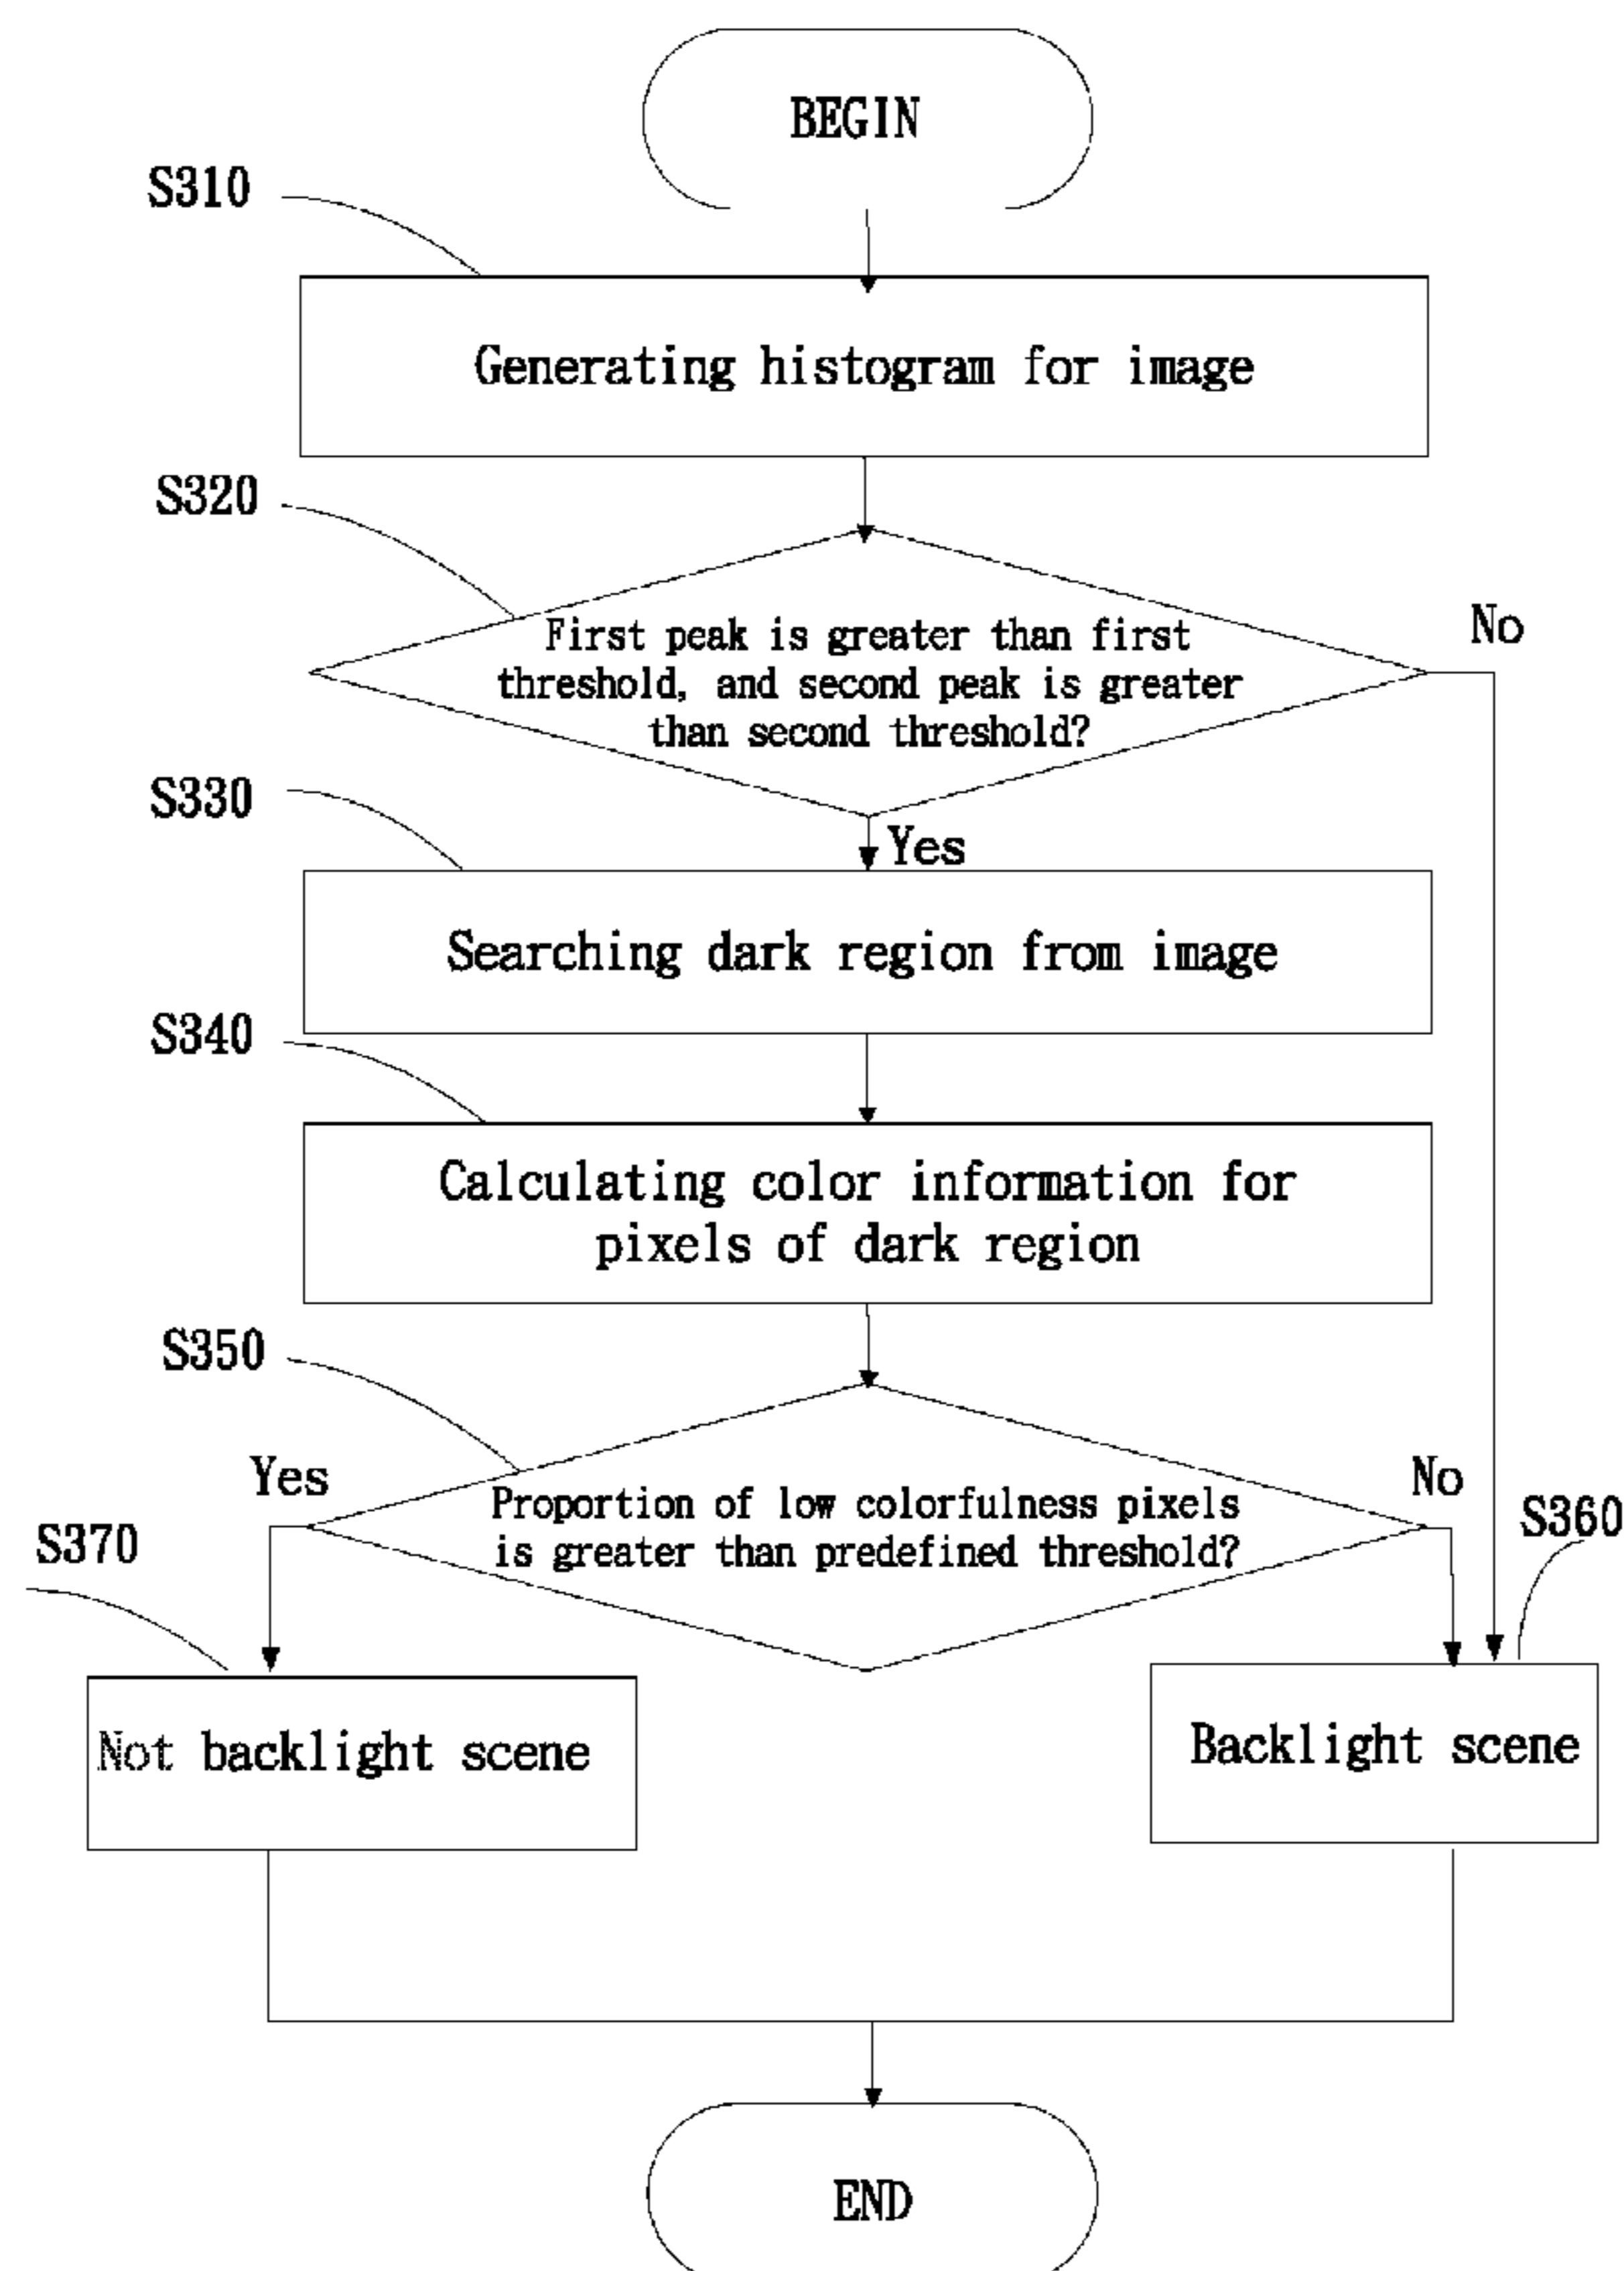 BEGIN
S310
Generating histogram for image
S320
First peak is greater than first
threshold, and second peak is greater
than second threshold?
No
S330
Yes
Searching dark region from image
S340
Calculating color information for
pixels of dark region
S350
Yes
Proportion of low colorfulness pixels
is greater than predefined threshold?
No
S360
S370
Not backlight scene
Backlight scene
END